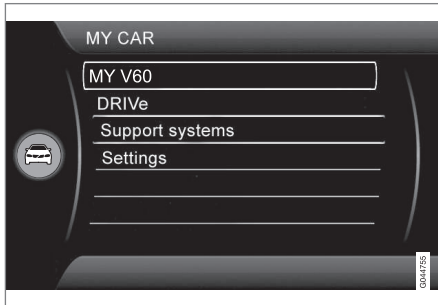 MY CAR
MY V60
DRIVe
Support systems
Settings
G044755